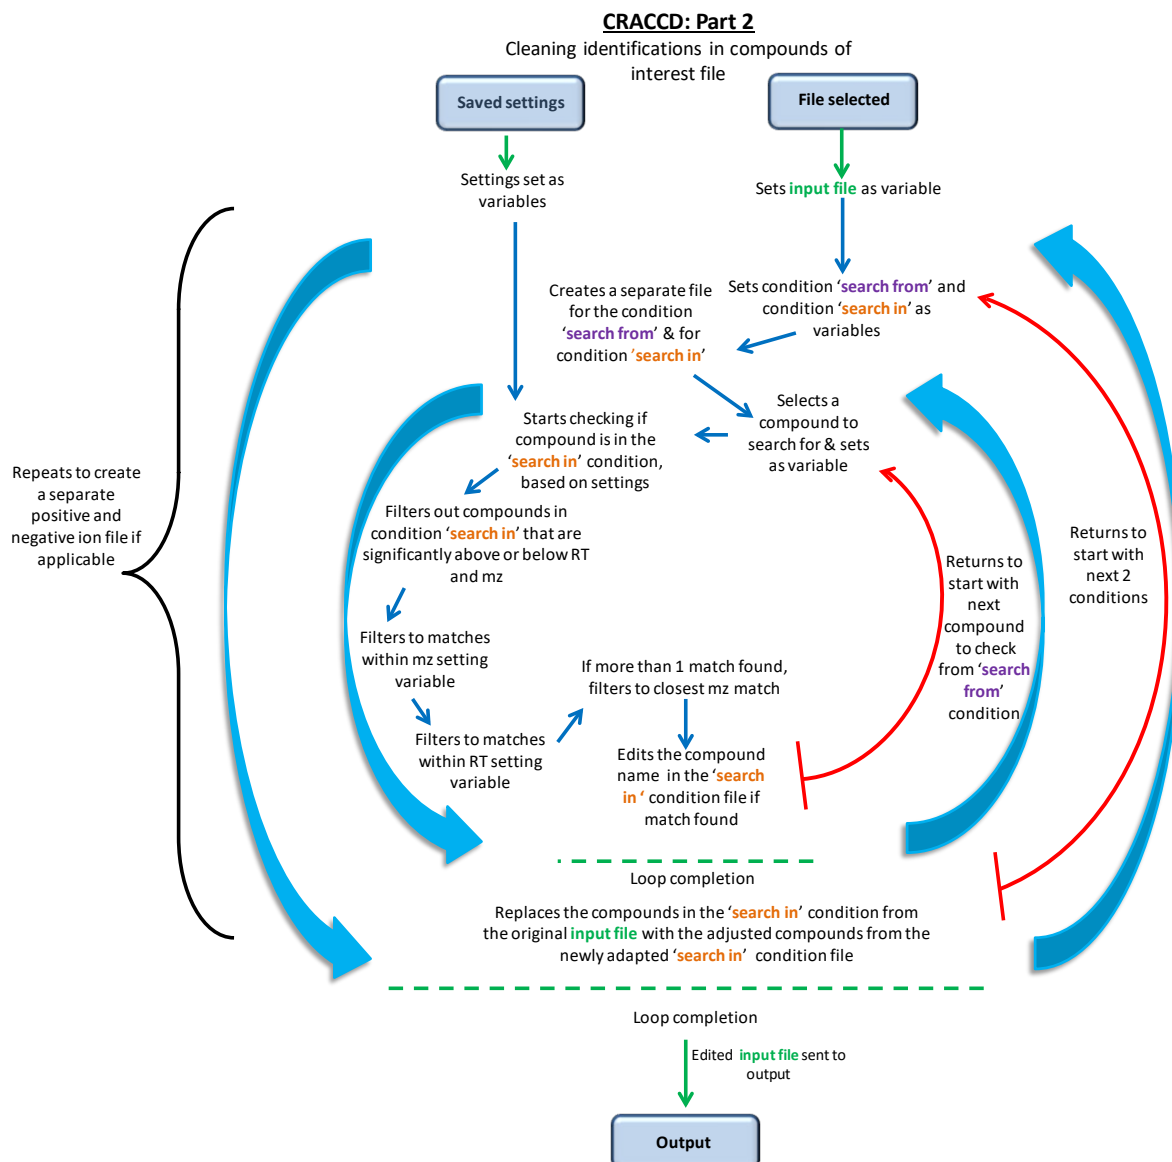 CRACCD: Part 2
Cleaning identifications in compounds of
interest file
Saved settings
File selected
Settings set as
variables
Sets input file as variable
Sets condition ‘search from’ and
condition ‘search in’ as
variables
Creates a separate file
for the condition
‘search from’ & for
condition ’search in’
Selects a
compound to
search for & sets
as variable
Starts checking if
compound is in the
‘search in’ condition,
based on settings
Filters out compounds in
condition ‘search in’ that are
significantly above or below RT
and mz
Filters to matches
within mz setting
variable
Filters to matches
within RT setting
variable
If more than 1 match found,
filters to closest mz match
Edits the compound
name in the ‘search
in ‘ condition file if
match found
Returns to
start with
next
compound
to check
from ‘search
from’
condition
Returns to
start with
next 2
conditions
Repeats to create
a separate
positive and
negative ion file if
applicable
Loop completion
Replaces the compounds in the ‘search in’ condition from
the original input file with the adjusted compounds from the
newly adapted ‘search in’ condition file
Loop completion
Edited input file sent to
output
Output